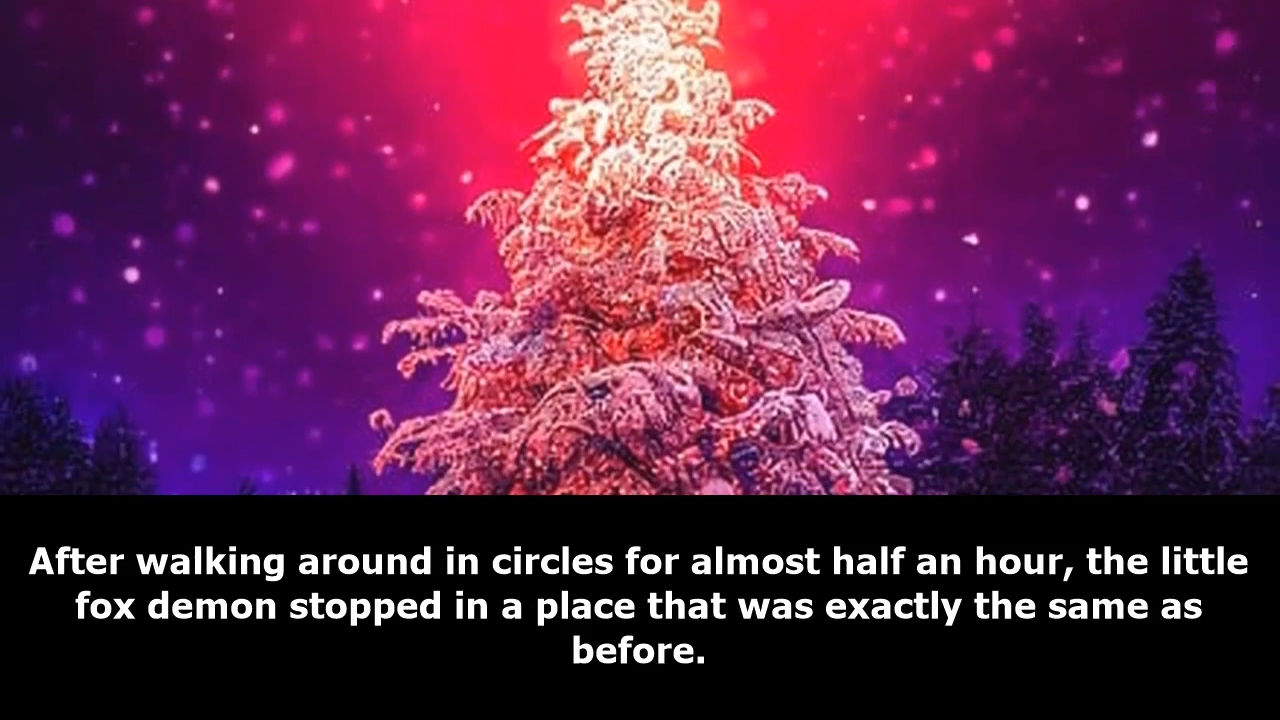 After walking around in circles for almost half an hour, the little
fox demon stopped in a place that was exactly the same as
before.